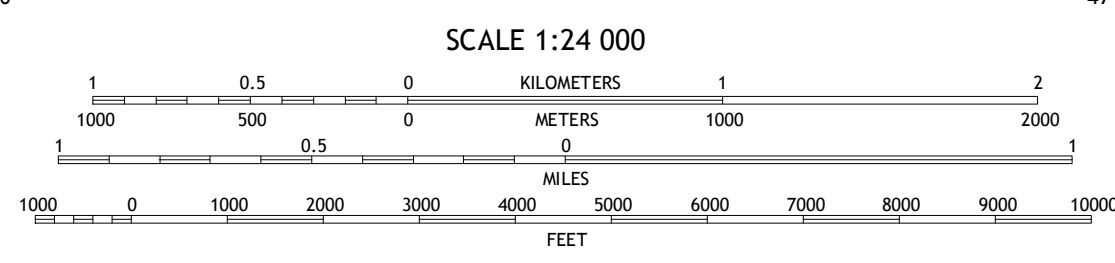 SCALE 1:24 000
1 0.5 0 KILOMETERS 1 2
1000 500 0 METERS 1000 2000
1 0.5 0 1
MILES
1000 0 1000 2000 3000 4000 5000 6000 7000 8000 9000 10000
FEET